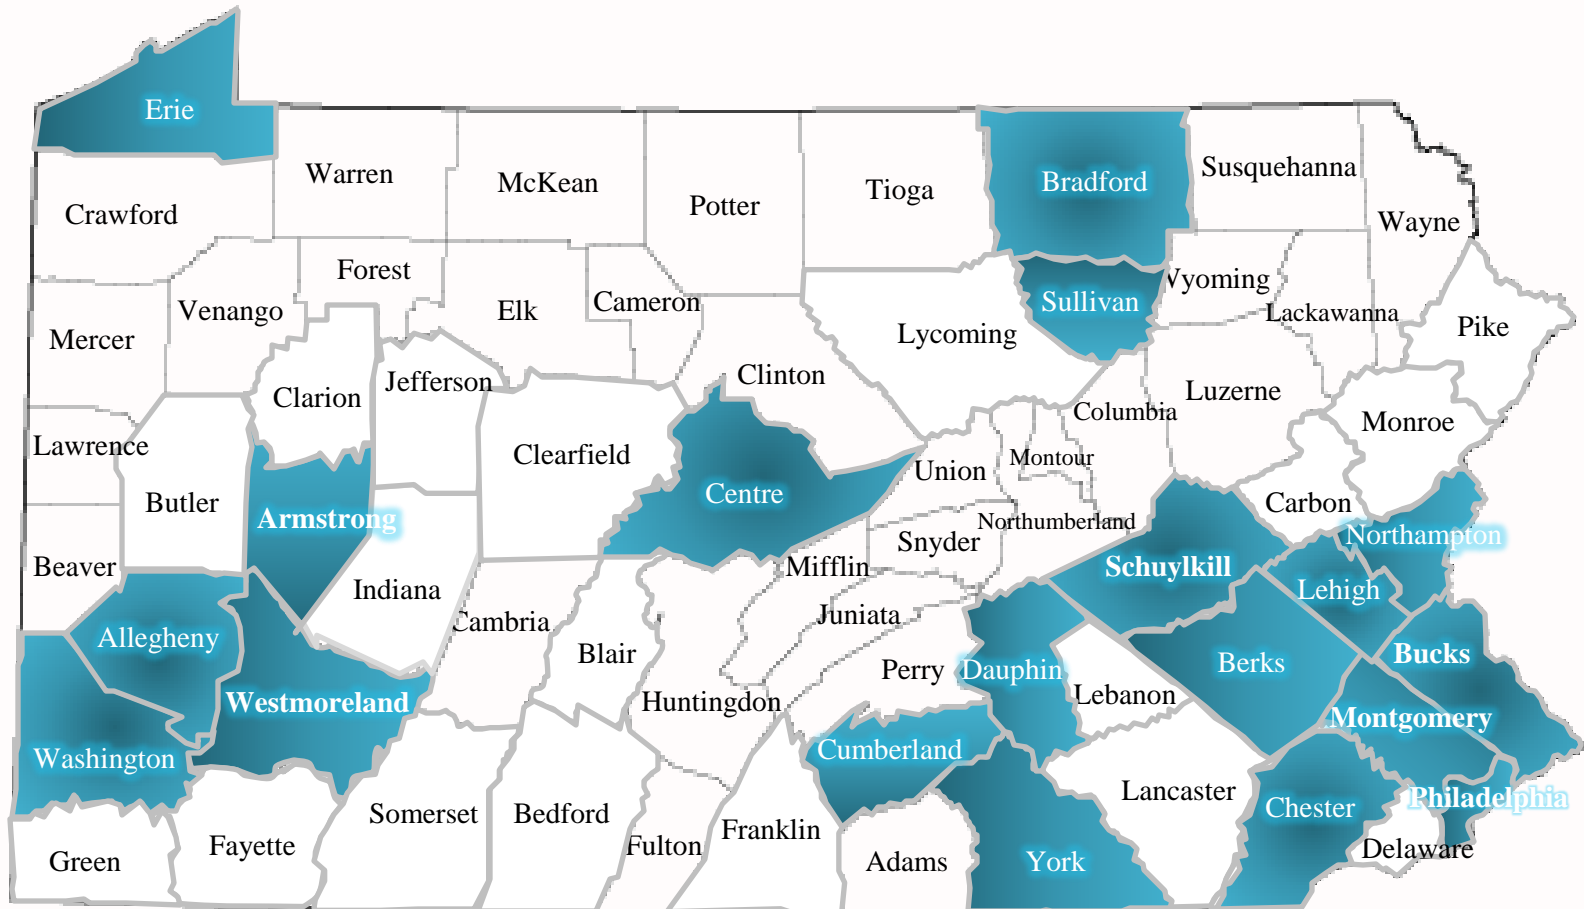 Erie
Warren
McKean
Potter
Tioga
Bradford
Susquehanna
Wayne
Crawford
Forest
Venango
Elk
Cameron
Sullivan
Wyoming
Lackawanna
Pike
Mercer
Lycoming
Clinton
Jefferson
Clarion
Luzerne
Columbia
Monroe
Lawrence
Clearfield
Union
Montour
Butler
Centre
Carbon
Armstrong
Northumberland
Northampton
Snyder
Beaver
Mifflin
Schuylkill
Indiana
Lehigh
Juniata
Cambria
Allegheny
Blair
Perry
Dauphin
Berks
Bucks
Lebanon
Westmoreland
Huntingdon
Montgomery
Washington
Cumberland
Lancaster
Philadelphia
Chester
Somerset
Bedford
Franklin
Fayette
Fulton
Delaware
Green
Adams
York